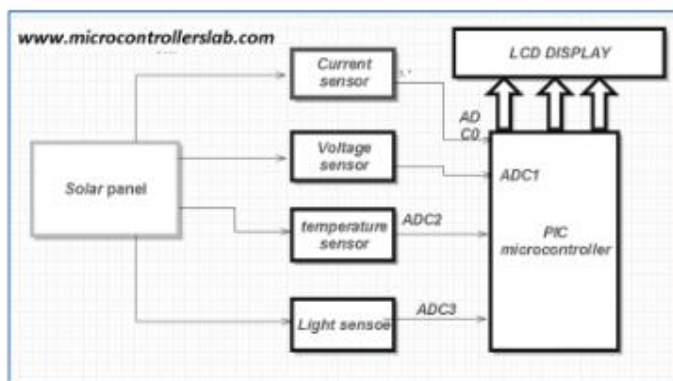 www.microcontrollerslab.com
LCD DISPLAY
Current
sensor
AD
C0
Voltage
sensor
ADC1
Solar panel
temperature
sensor
ADC2
PIC
microcontroller
Light sensoe
ADC3